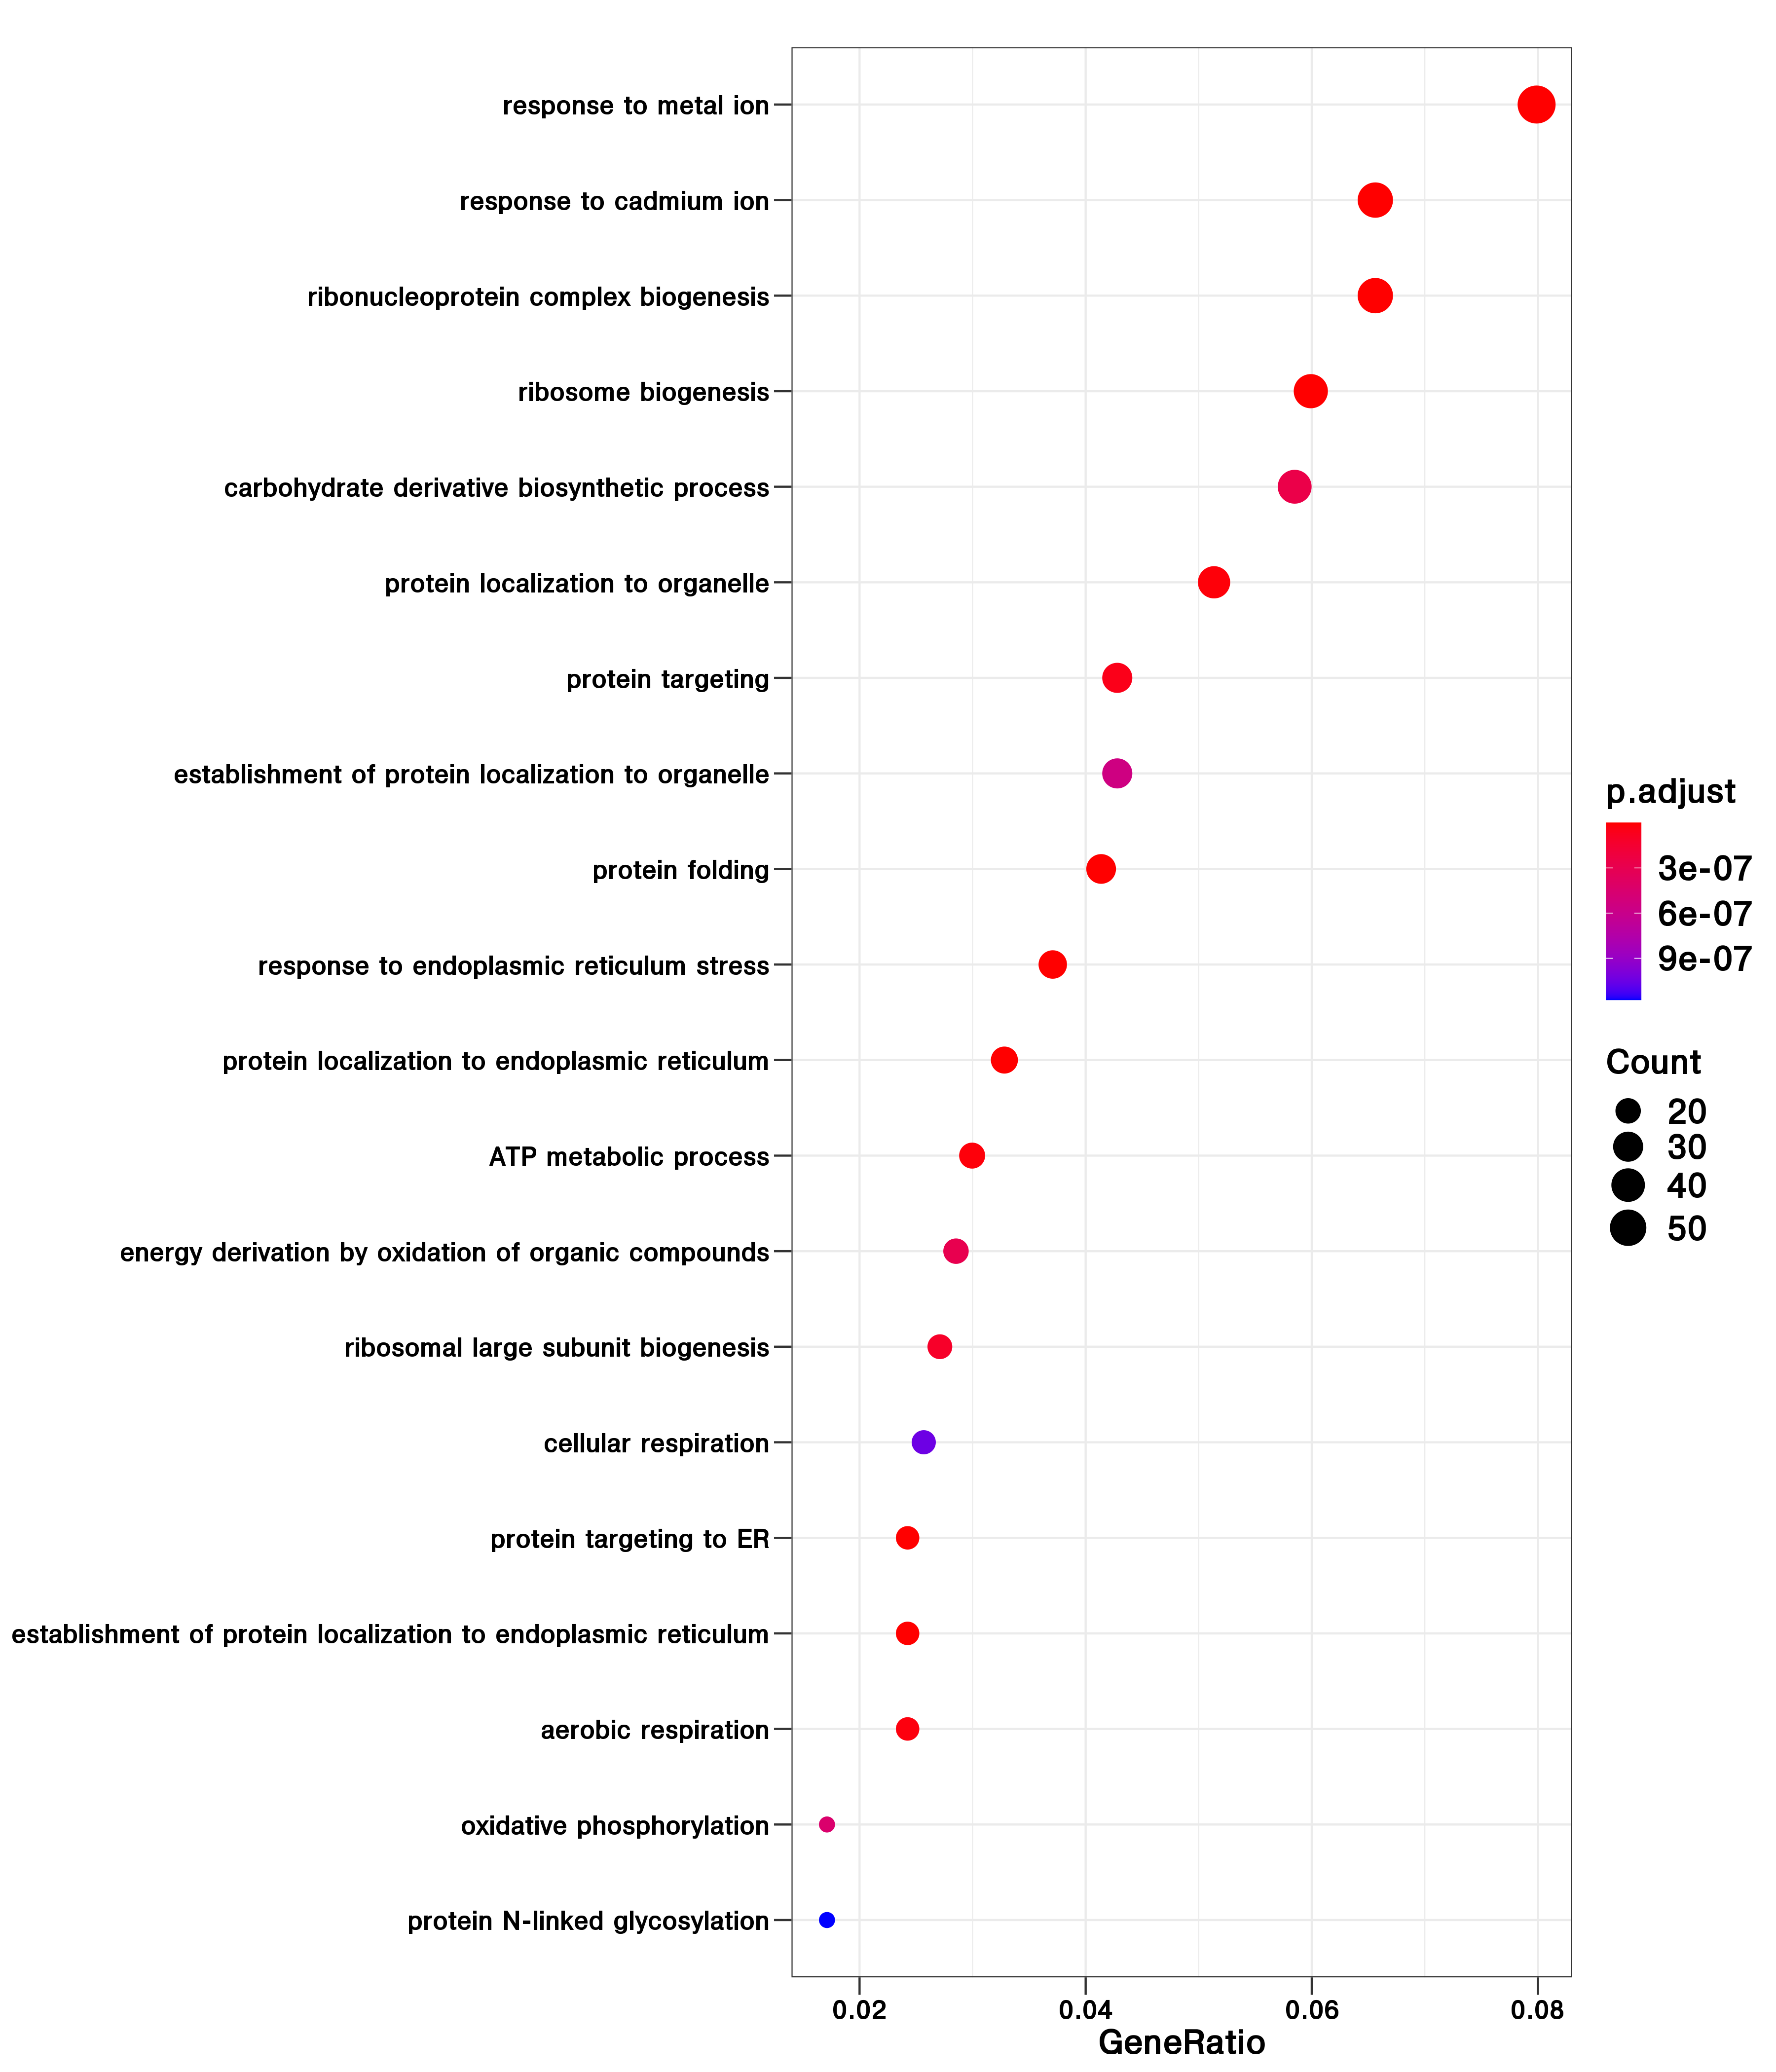 response to metal ion
response to cadmium ion
ribonucleoprotein complex biogenesis
ribosome biogenesis
carbohydrate derivative biosynthetic process
protein localization to organelle
protein targeting
establishment of protein localization to organelle
protein folding
response to endoplasmic reticulum stress
protein localization to endoplasmic reticulum
ATP metabolic process
energy derivation by oxidation of organic compounds
ribosomal large subunit biogenesis
cellular respiration
protein targeting to ER
establishment of protein localization to endoplasmic reticulum
aerobic respiration
oxidative phosphorylation
protein N-linked glycosylation
0.02 0.04 0.06 0.08
GeneRatio
p.adjust
3e-07
6e-07
9e-07
Count
20
30
40
50